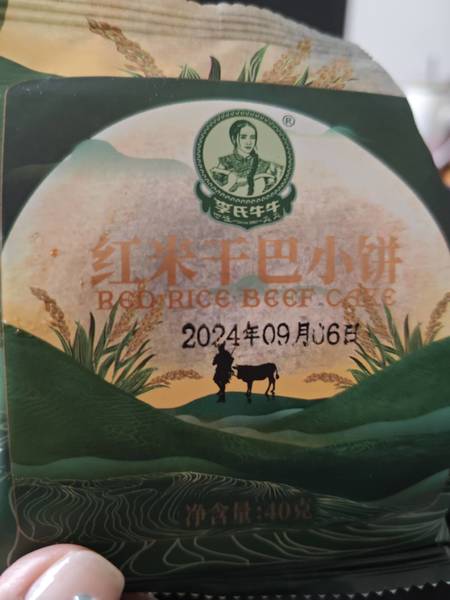 ®
李氏牛牛
红米干巴小饼
RED RICE BEEF CAKE
2024年09月06日
净含量:40克